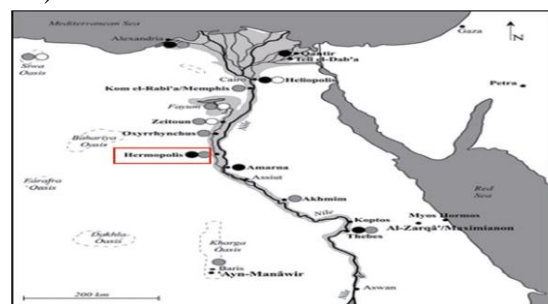 Mediterranean Sea
Gaza
N
Alexandria
Qantir
Tell el-Dab'a
Siwa
Oasis
Cairo
Heliopolis
Petra
Kom el-Rabi'a/Memphis
Fayum
Zeitoun
Oxyrrhynchus
Bahariya
Oasis
Hermopolis
Amarna
Assiut
Farafra
Oasis
Red
Sea
Akhmim
Nile
Koptos
Myos Hormos
Al-Zarqâ'/Maximianon
Thebes
Dakhla
Oasis
Kharga
Oasis
Baris
'Ayn-Manâwir
200 km
Aswan